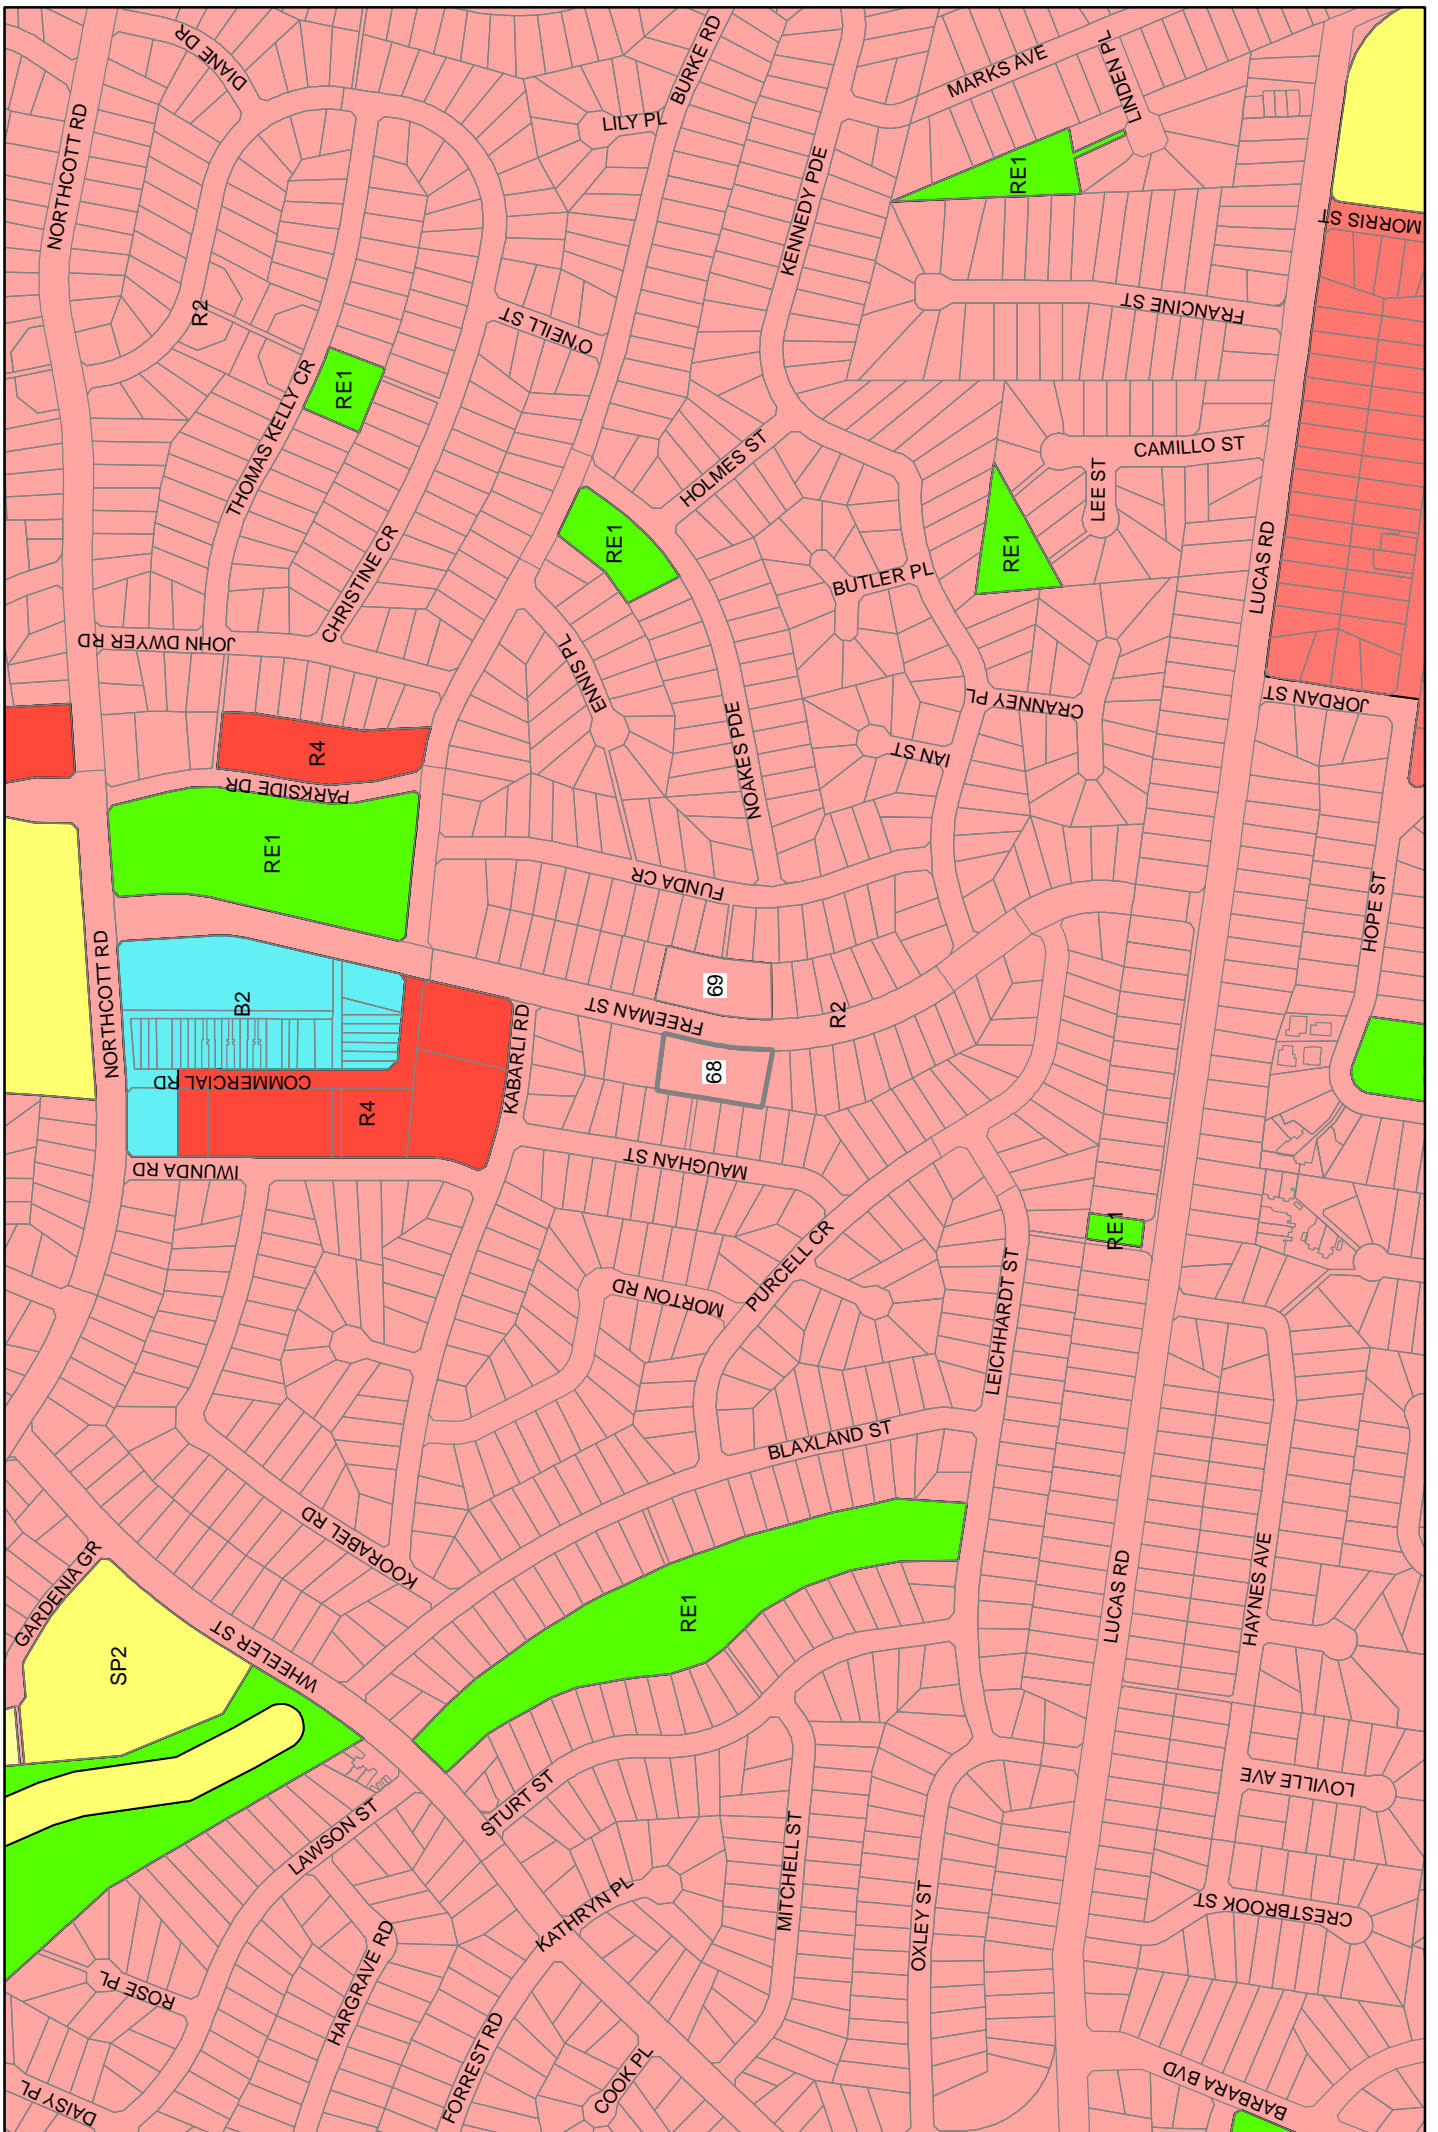 DIANE DR
BURKE RD
MARKS AVE
LINDEN PL
LILY PL
NORTHCOTT RD
KENNEDY PDE
RE1
MORRIS ST
R2
FRANCINE ST
O'NEILL ST
RE1
THOMAS KELLY CR
CAMILLO ST
HOLMES ST
LEE ST
RE1
RE1
LUCAS RD
CHRISTINE CR
BUTLER PL
JOHN DWYER RD
ENNIS PL
CRANNEY PL
JORDAN ST
R4
IAN ST
NOAKES PDE
PARKSIDE DR
RE1
FUNDA CR
HOPE ST
NORTHCOTT RD
69
B2
FREEMAN ST
R2
KABARLI RD
68
COMMERCIAL RD
R4
IWUNDA RD
MAUGHAN ST
RE1
PURCELL CR
MORTON RD
LEICHHARDT ST
BLAXLAND ST
KOORABEL RD
GARDENIA GR
LUCAS RD
HAYNES AVE
RE1
SP2
WHEELER ST
LOVILLE AVE
STURT ST
LAWSON ST
MITCHELL ST
KATHRYN PL
OXLEY ST
CRESTBROOK ST
HARGRAVE RD
ROSE PL
FORREST RD
COOK PL
DAISY PL
BARBARA BVD